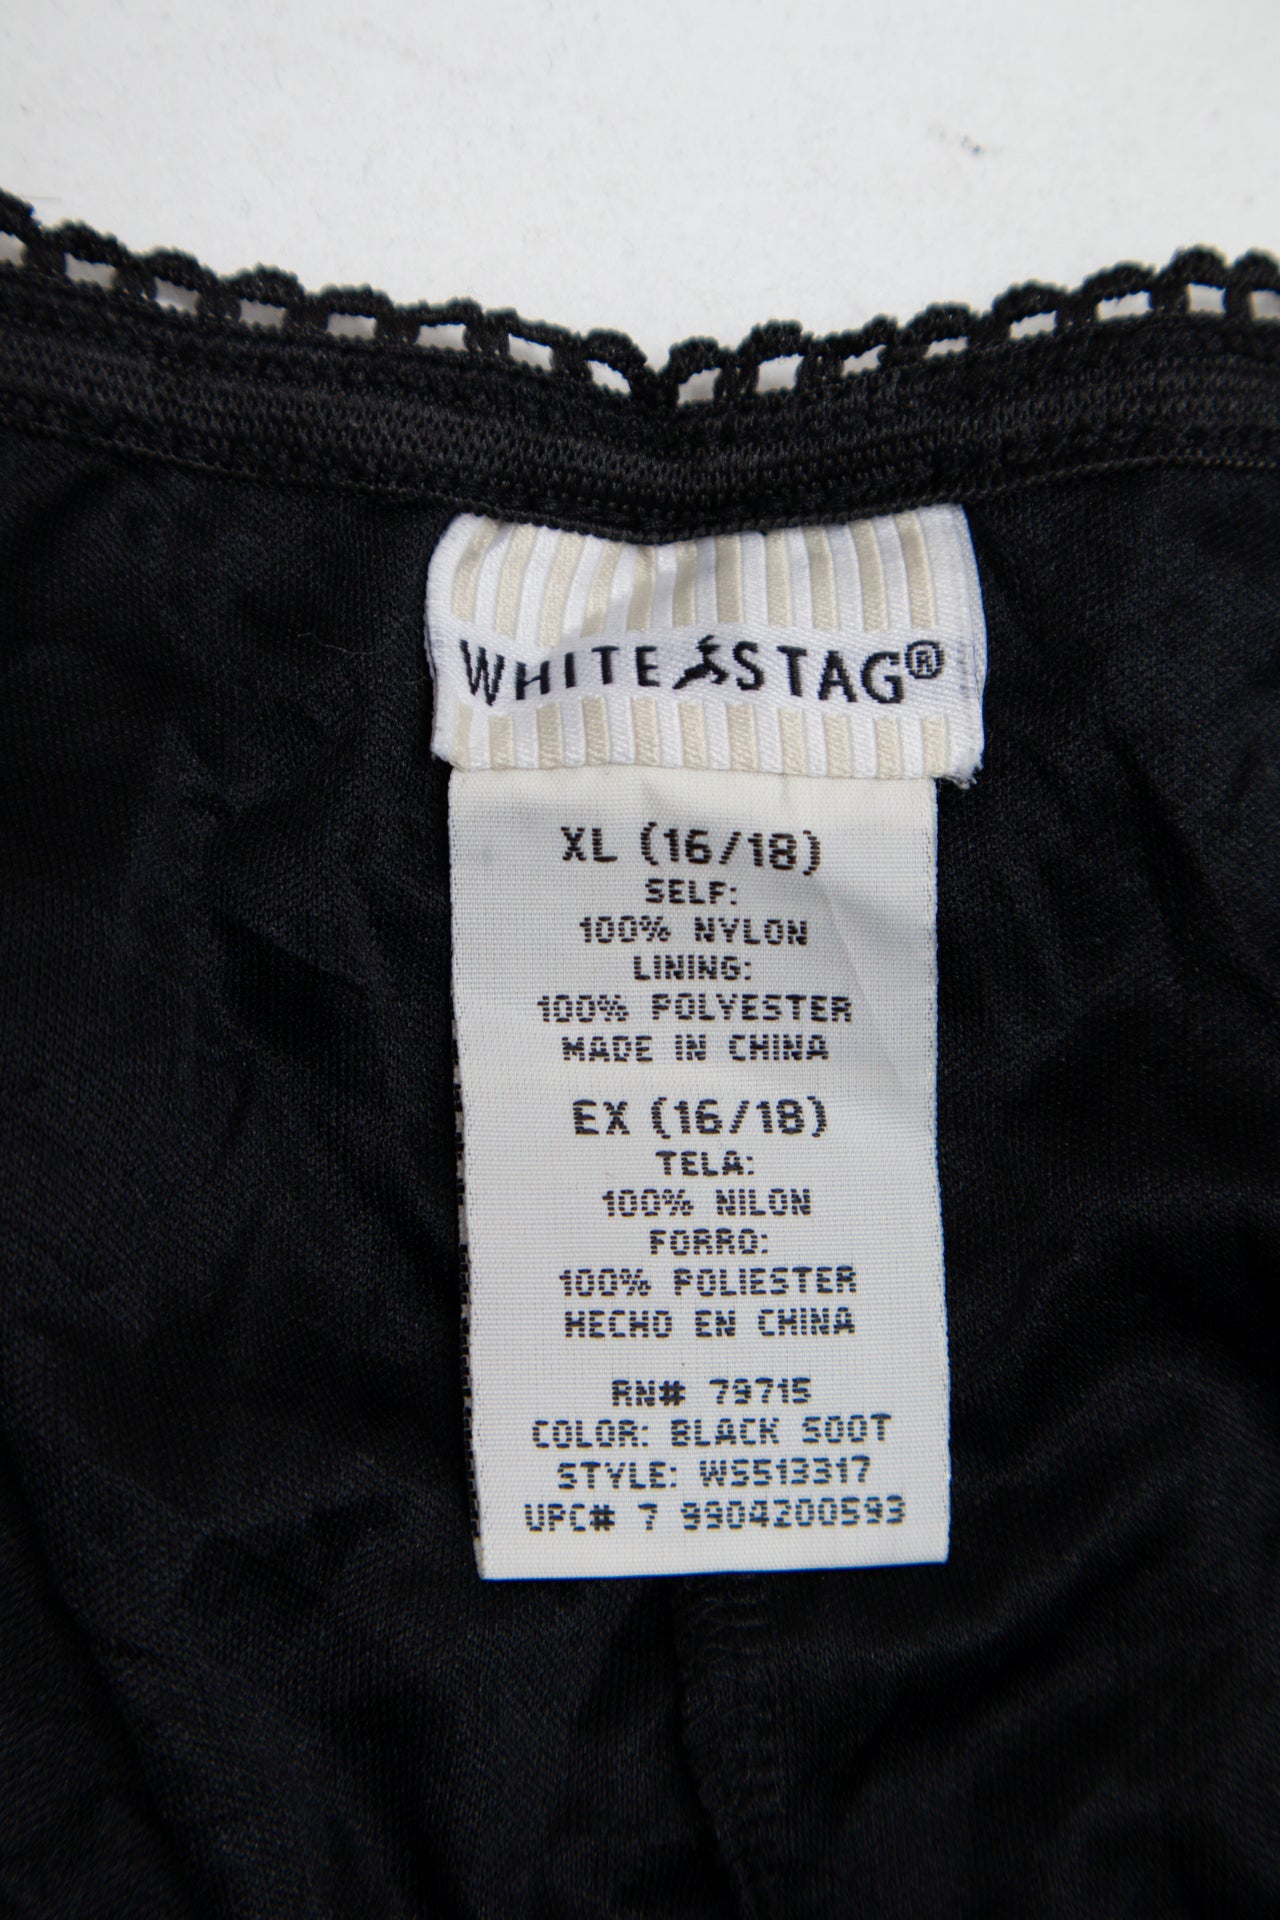 WHITE STAG®
XL (16/18)
SELF:
100% NYLON
LINING:
100% POLYESTER
MADE IN CHINA
EX (16/18)
TELA:
100% NILON
FORRO:
100% POLIESTER
HECHO EN CHINA
RN# 79715
COLOR: BLACK SOOT
STYLE: WS513317
UPC# 7 9904200593